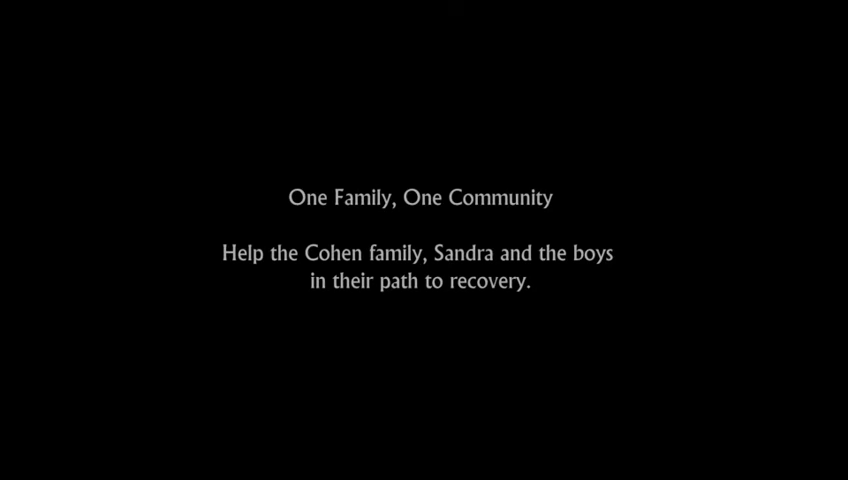 One Family, One Community
Help the Cohen family, Sandra and the boys
in their path to recovery.